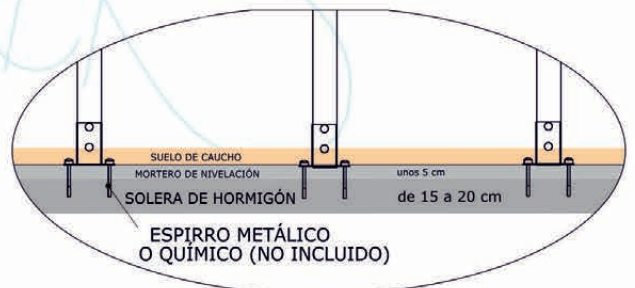 SUELO DE CAUCHO
MORTERO DE NIVELACIÓN unos 5 cm
SOLERA DE HORMIGÓN de 15 a 20 cm
ESPIRRO METÁLICO
O QUÍMICO (NO INCLUIDO)